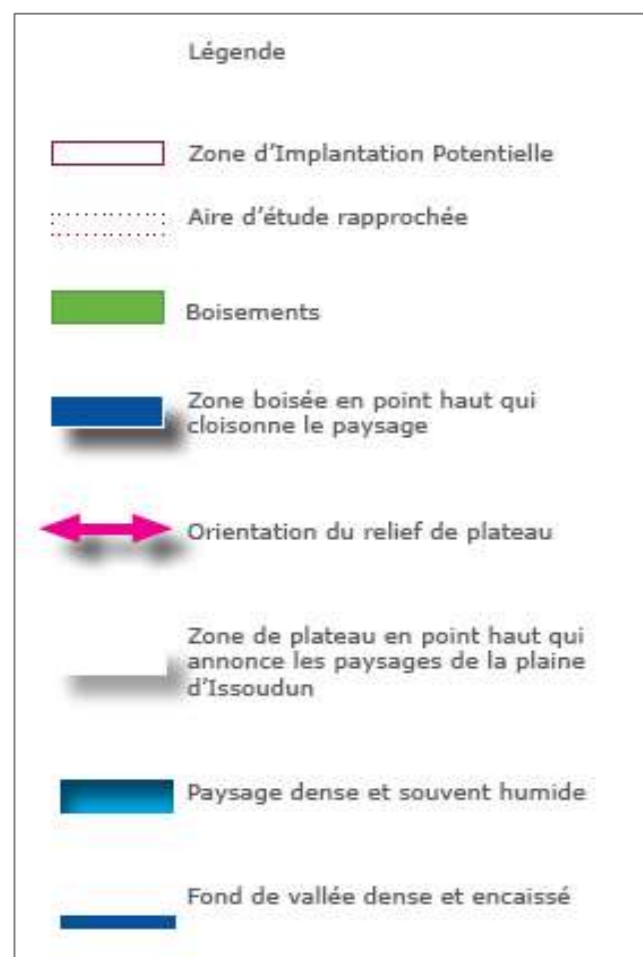 Légende
Zone d'Implantation Potentielle
Aire d'étude rapprochée
Boisements
Zone boisée en point haut qui
cloisonne le paysage
Orientation du relief de plateau
Zone de plateau en point haut qui
annonce les paysages de la plaine
d'Issoudun
Paysage dense et souvent humide
Fond de vallée dense et encaissé